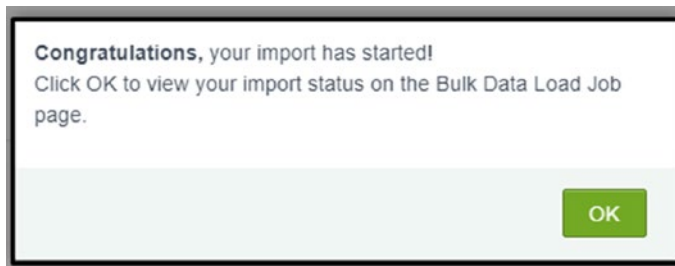 Congratulations, your import has started!
Click OK to view your import status on the Bulk Data Load Job
page.
OK